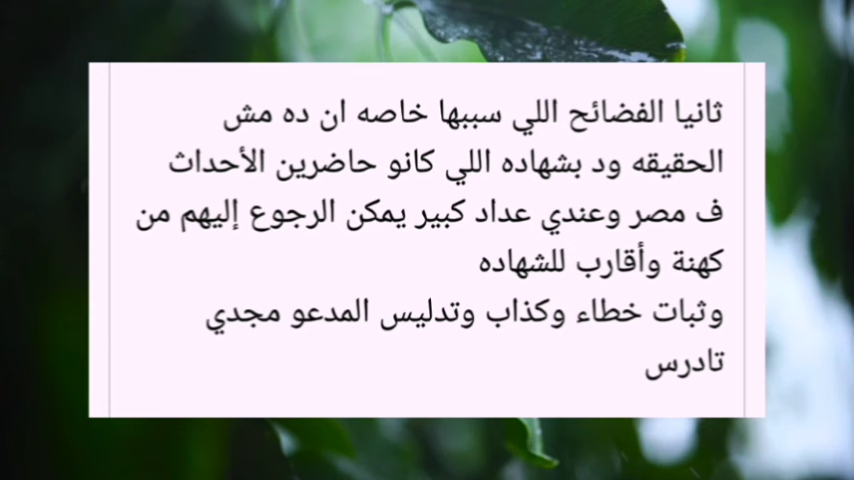 ثانيا الفضائح اللي سببها خاصه ان ده مش
الحقيقه ود بشهاده اللي كانو حاضرين الأحداث
ف مصر وعندي عداد كبير يمكن الرجوع إليهم من
كهنة وأقارب للشهاده
وثبات خطاء وكذاب وتدليس المدعو مجدي
تادرس